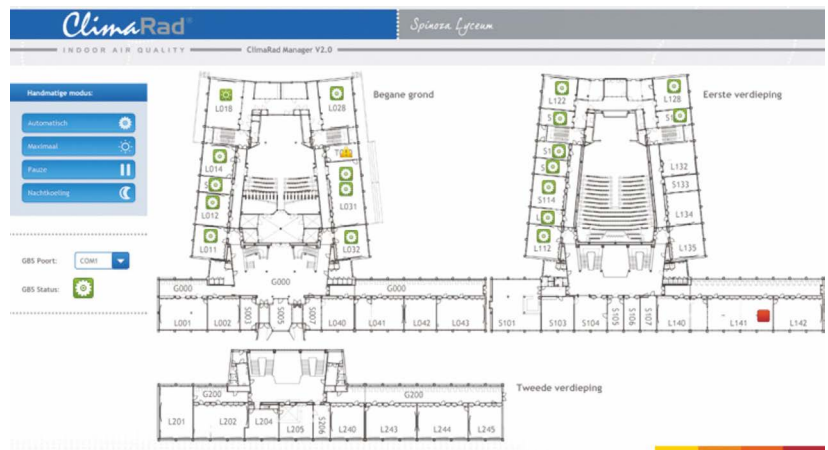 ClimaRad®
Spinoza Lyceum
INDOOR AIR QUALITY
ClimaRad Manager V2.0
Handmatige modus:
Automatisch
Maximaal
Pauze
Nachtkoeling
GBS Poort: COM1
GBS Status:
Begane grond
L018
L028
L014
L012
L031
L011
L032
G000
G000
G000
L001
L002
S003
S005
S007
L040
L041
L042
L043
Eerste verdieping
L122
L128
L132
S133
S114
L134
L112
L135
S101
S103
S104
S105
S106
S107
L140
L141
L142
Tweede verdieping
G200
G200
L201
L202
L204
L205
S206
L240
L243
L244
L245